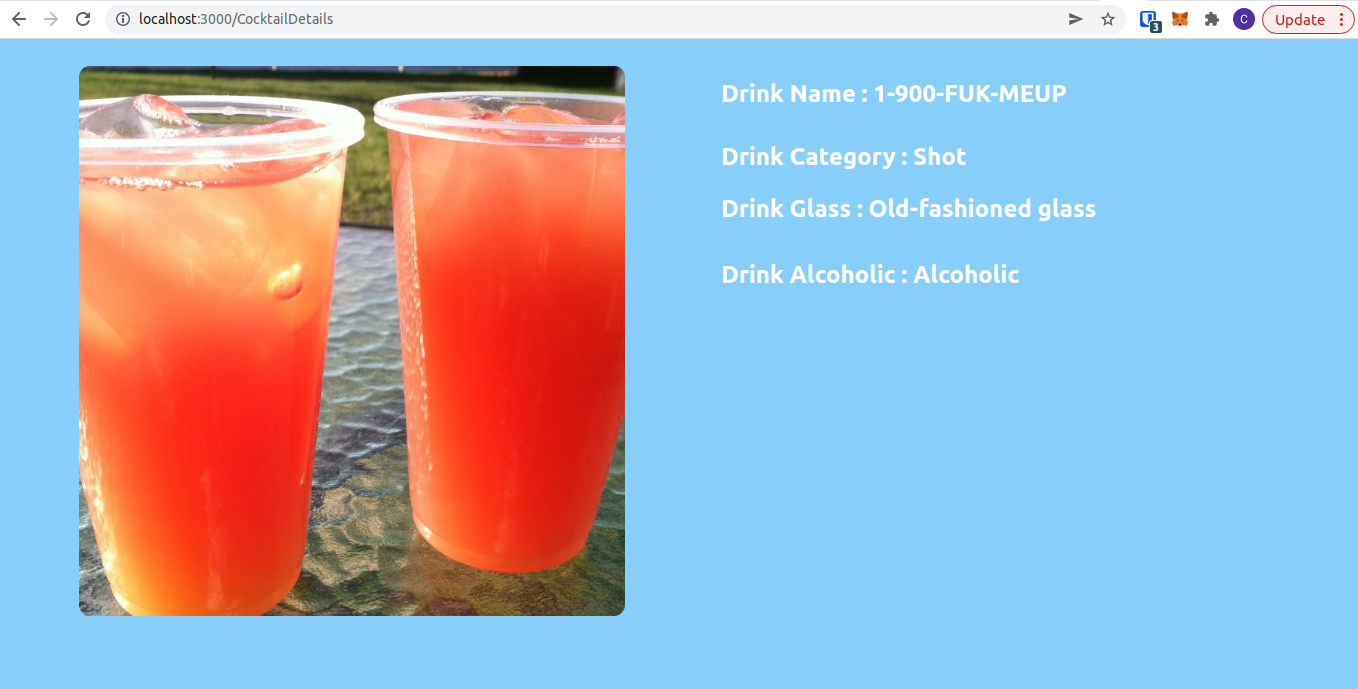 localhost:3000/CocktailDetails
3
C
Update
Drink Name : 1-900-FUK-MEUP
Drink Category : Shot
Drink Glass : Old-fashioned glass
Drink Alcoholic : Alcoholic